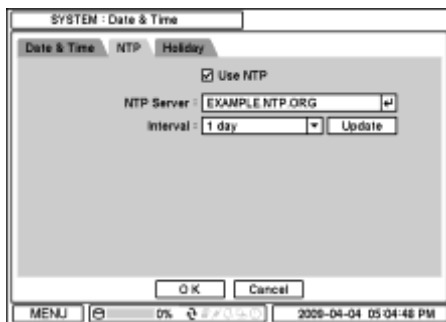 SYSTEM : Date & Time
Date & Time NTP Holiday
Use NTP
NTP Server : EXAMPLE.NTP.ORG
Interval : 1 day Update
OK Cancel
MENU 0% 2009-04-04 05:04:48 PM